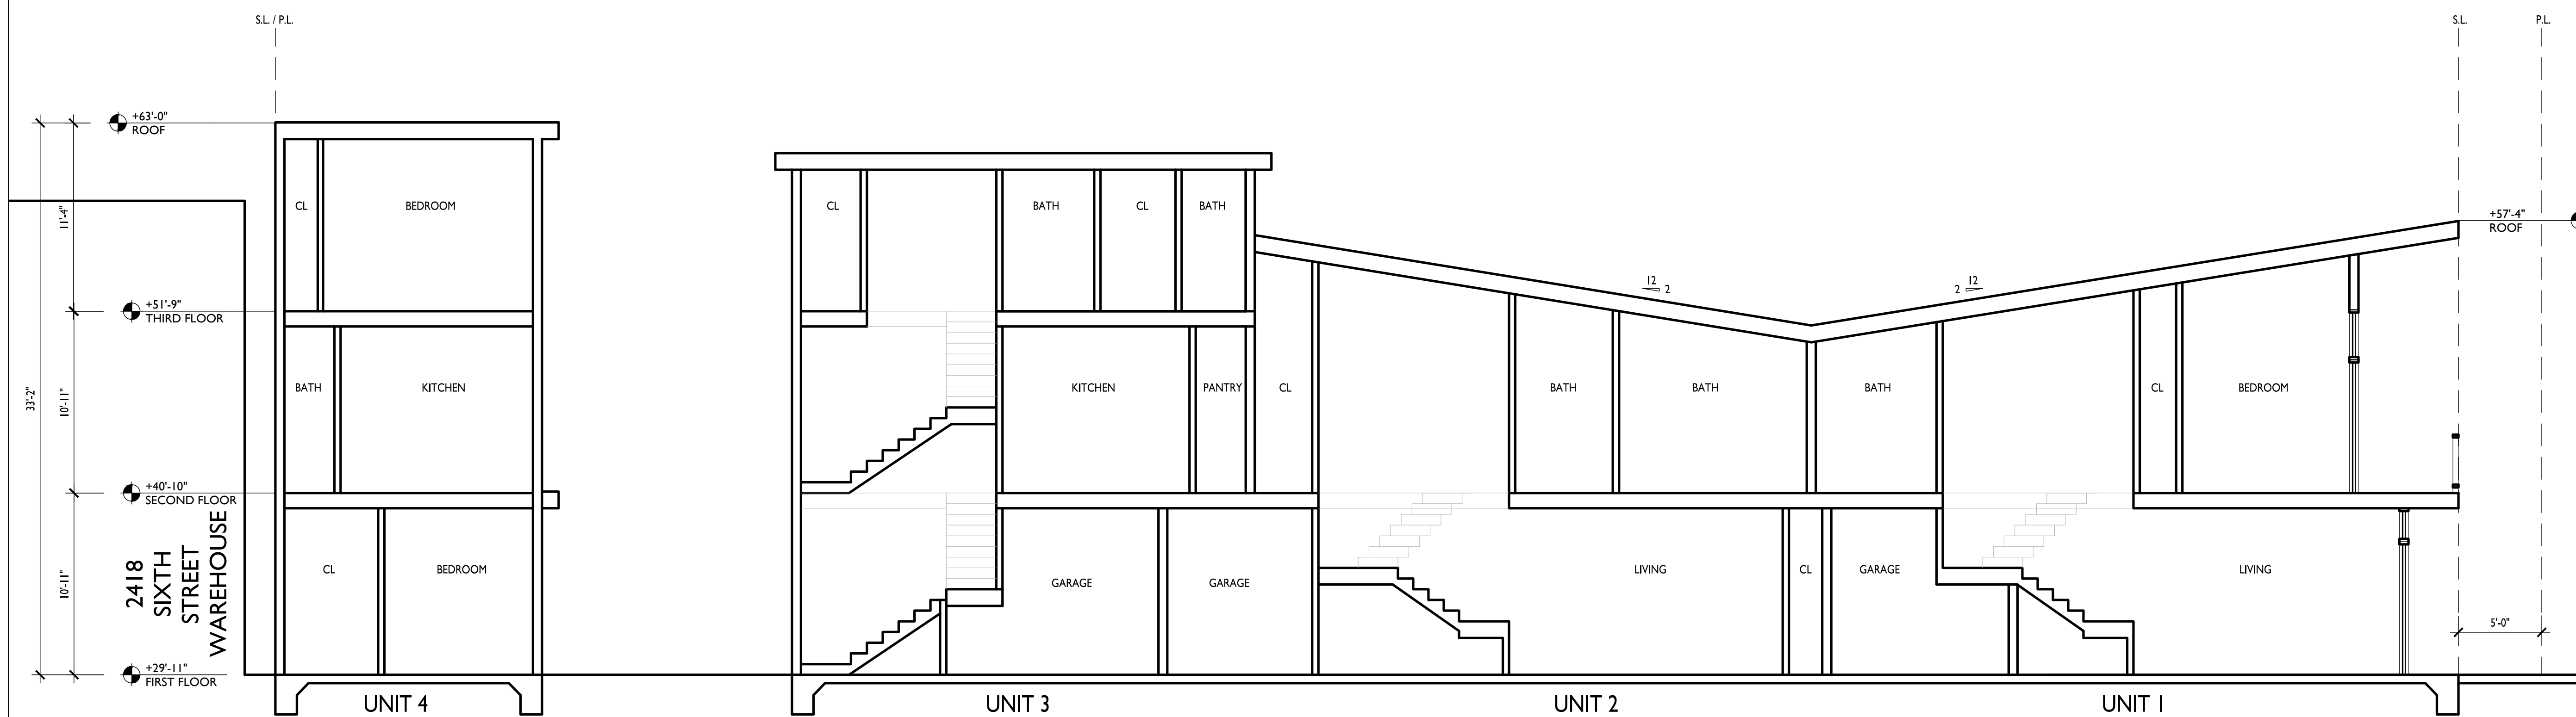 S.L. / P.L.
S.L.
P.L.
+63'-0"
ROOF
11'-4"
CL
BEDROOM
CL
BATH
CL
BATH
+57'-4"
ROOF
12
2
12
2
+51'-9"
THIRD FLOOR
33'-2"
10'-11"
BATH
KITCHEN
KITCHEN
PANTRY
CL
BATH
BATH
BATH
CL
BEDROOM
+40'-10"
SECOND FLOOR
2418
SIXTH
STREET
WAREHOUSE
10'-11"
CL
BEDROOM
GARAGE
GARAGE
LIVING
CL
GARAGE
LIVING
5'-0"
+29'-11"
FIRST FLOOR
UNIT 4
UNIT 3
UNIT 2
UNIT 1